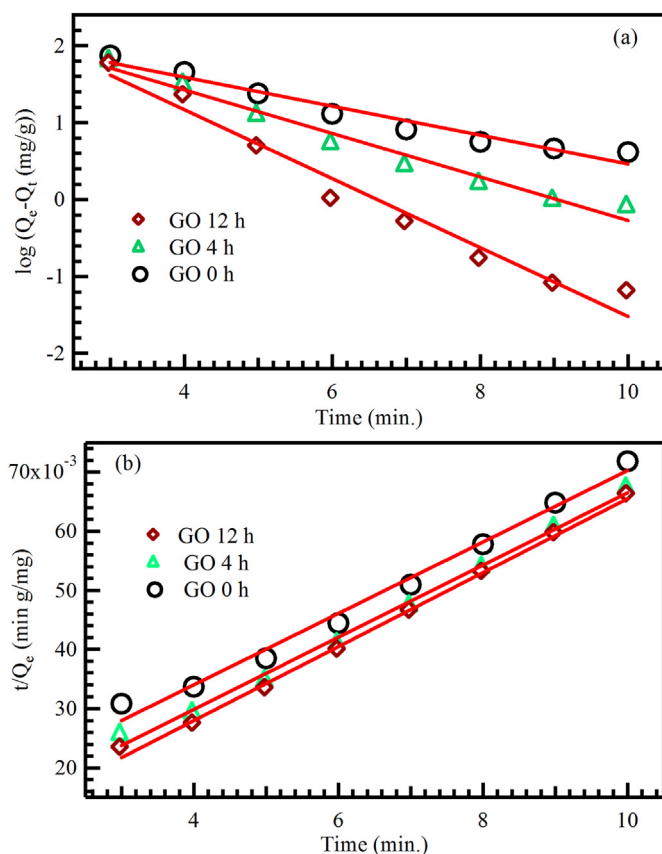 (a)
2
1
0
-1
-2
log (Qe-Qt (mg/g))
GO 12 h
GO 4 h
GO 0 h
4 6 8 10
Time (min.)
(b)
70x10-3
60
50
40
30
20
t/Qe (min g/mg)
GO 12 h
GO 4 h
GO 0 h
4 6 8 10
Time (min.)